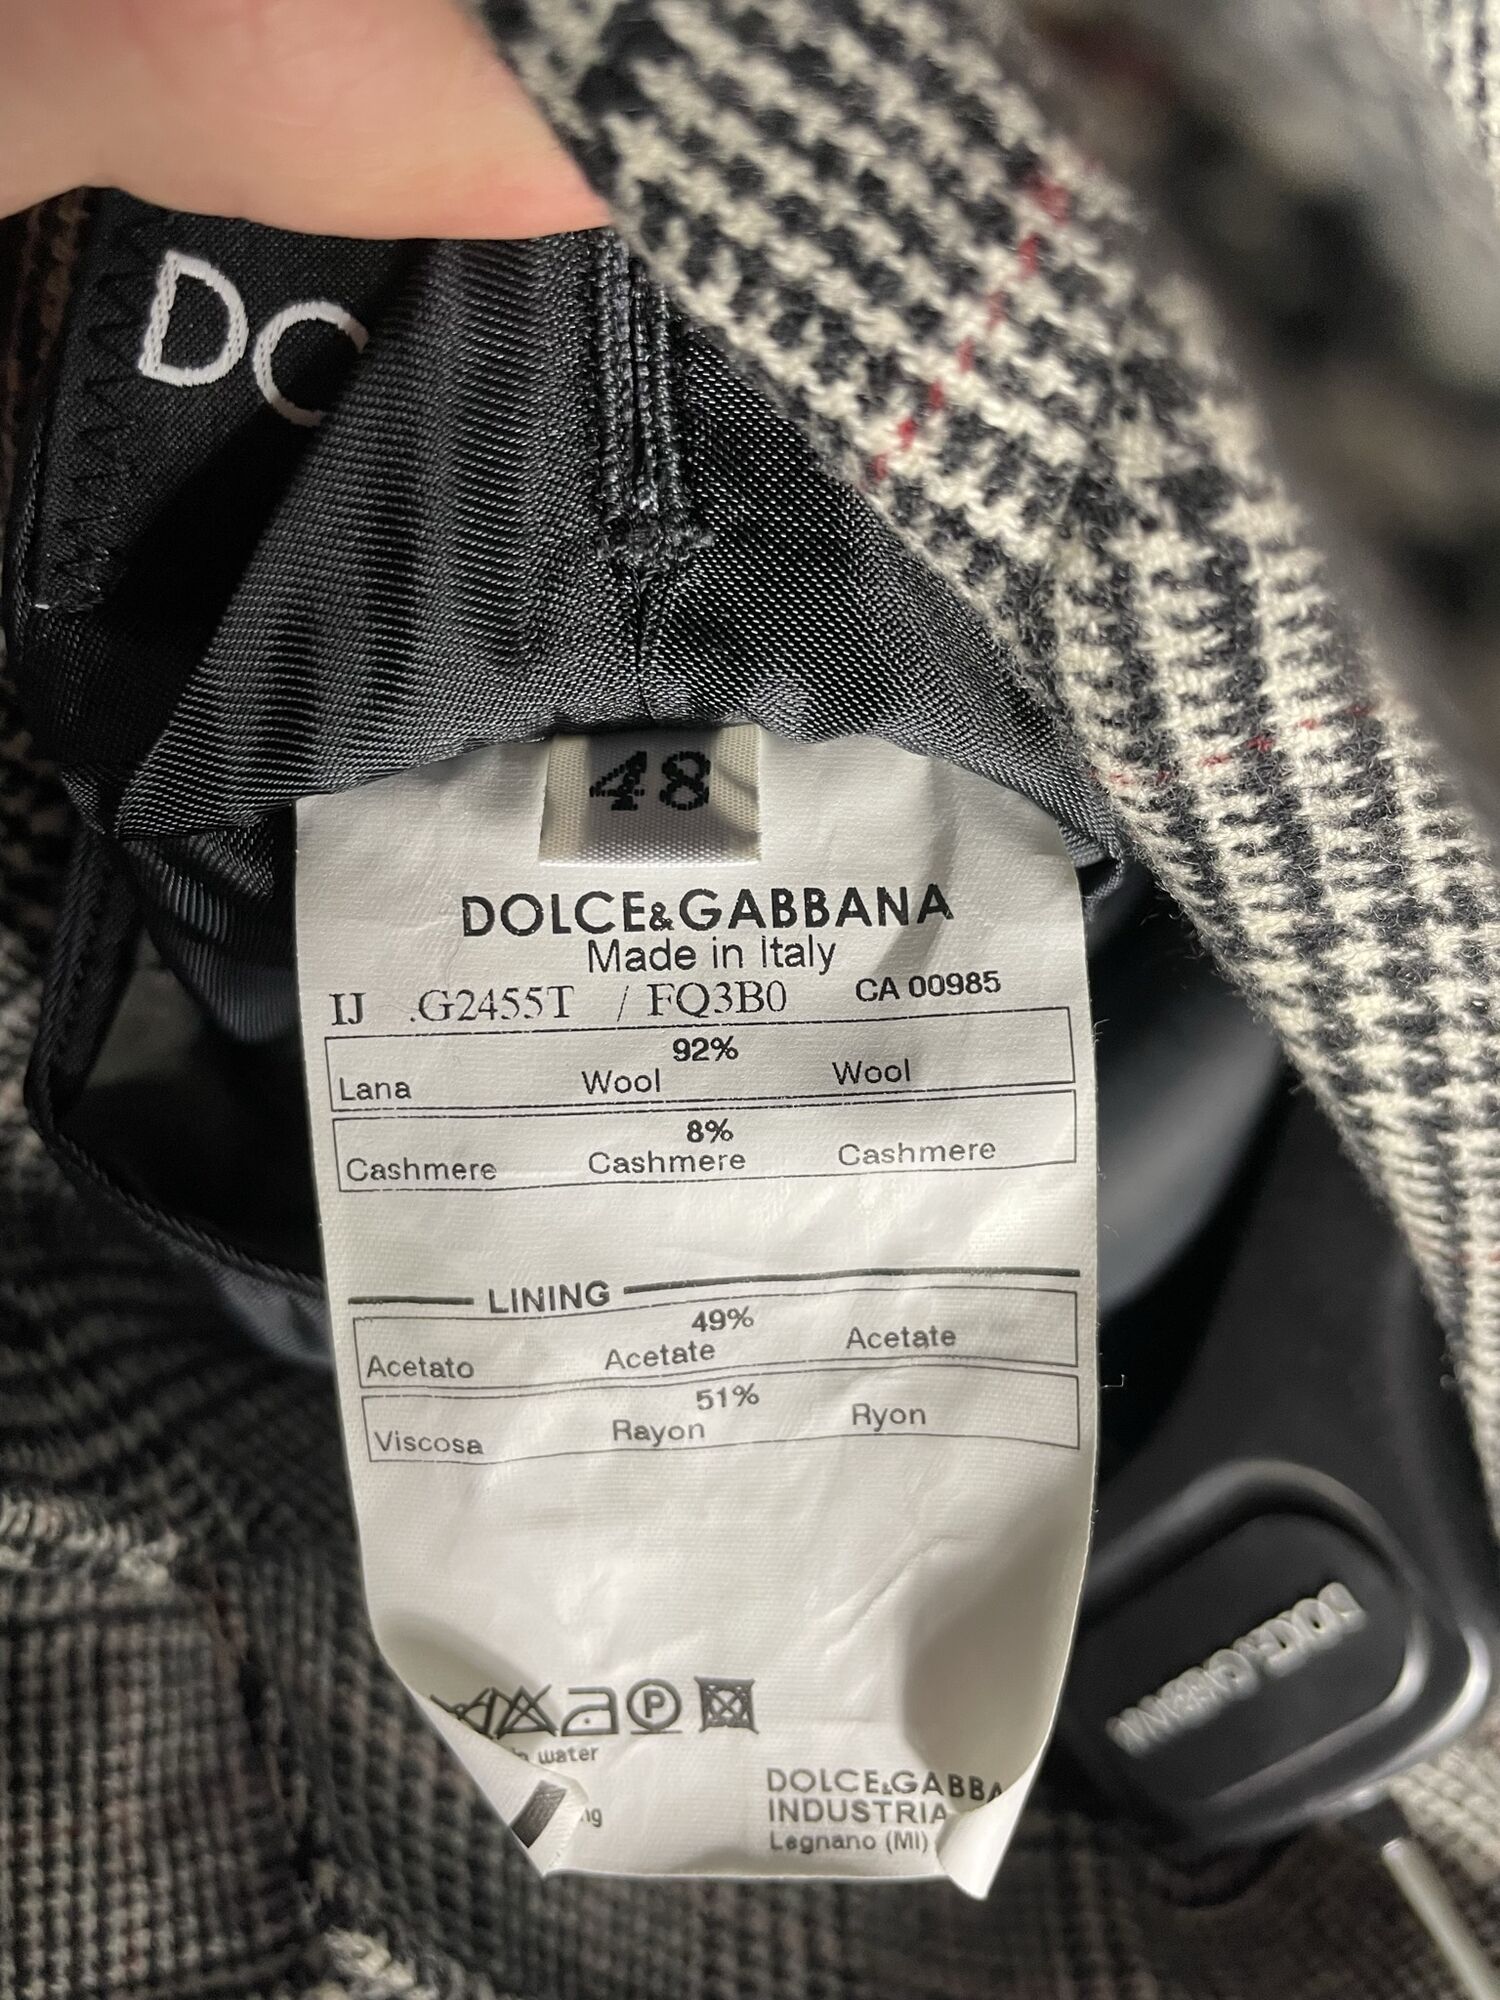 DO
48
DOLCE&GABBANA
Made in Italy
IJ .G2455T / FQ3B0 CA 00985
92%
Lana Wool Wool
8%
Cashmere Cashmere Cashmere
LINING
49%
Acetato Acetate Acetate
51%
Viscosa Rayon Ryon
P
water
DOLCE&GABBA
INDUSTRIA
Legnano (MI)
DOLCE&GABBANA